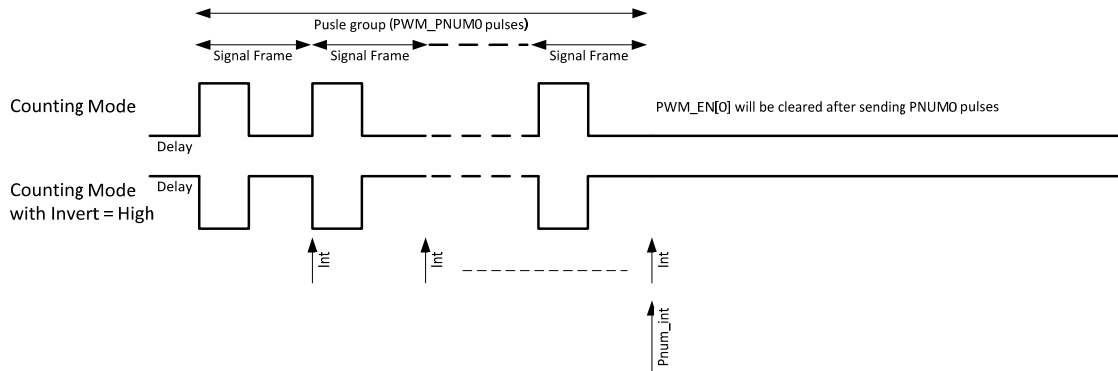 Pusle group (PWM_PNUM0 pulses)
Signal Frame
Signal Frame
Signal Frame
Counting Mode
PWM_EN[0] will be cleared after sending PNUM0 pulses
Delay
Delay
Counting Mode
with Invert = High
Int
Int
Int
Pnum_int